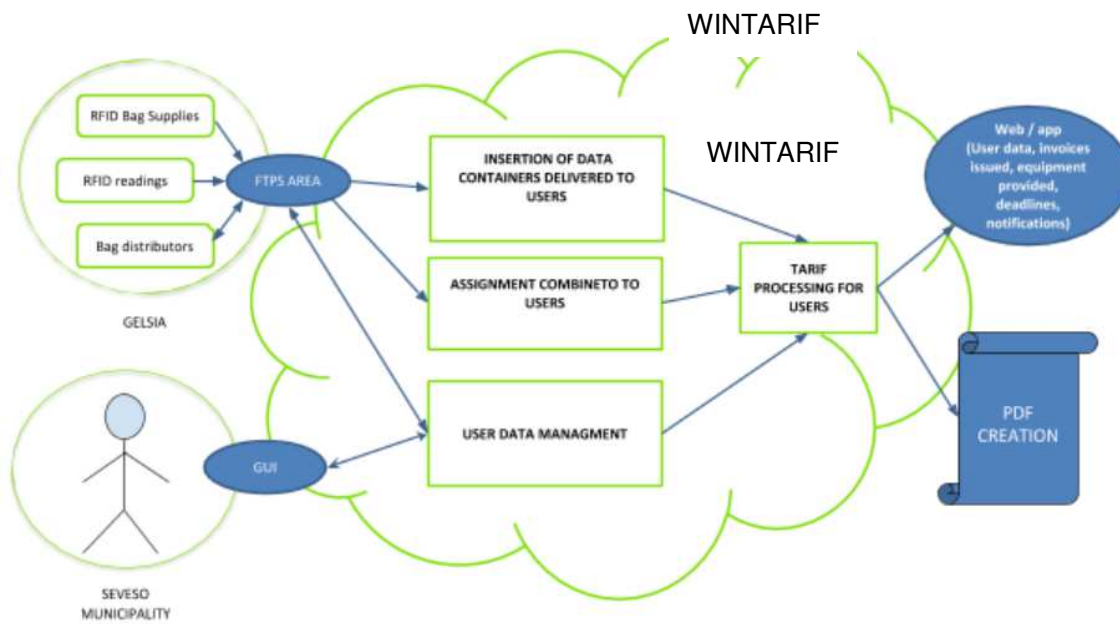 WINTARIF
RFID Bag Supplies
RFID readings
Bag distributors
FTPS AREA
GELSIA
INSERTION OF DATA
CONTAINERS DELIVERED TO
USERS
WINTARIF
ASSIGNMENT COMBINETO TO
USERS
USER DATA MANAGMENT
TARIF
PROCESSING FOR
USERS
Web / app
(User data, invoices
issued, equipment
provided,
deadlines,
notifications)
PDF
CREATION
GUI
SEVESO
MUNICIPALITY